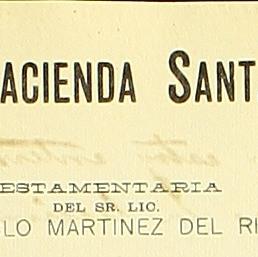 ACIENDA SANT
ESTAMENTARIA
DEL SR. LIC.
LO MARTINEZ DEL R